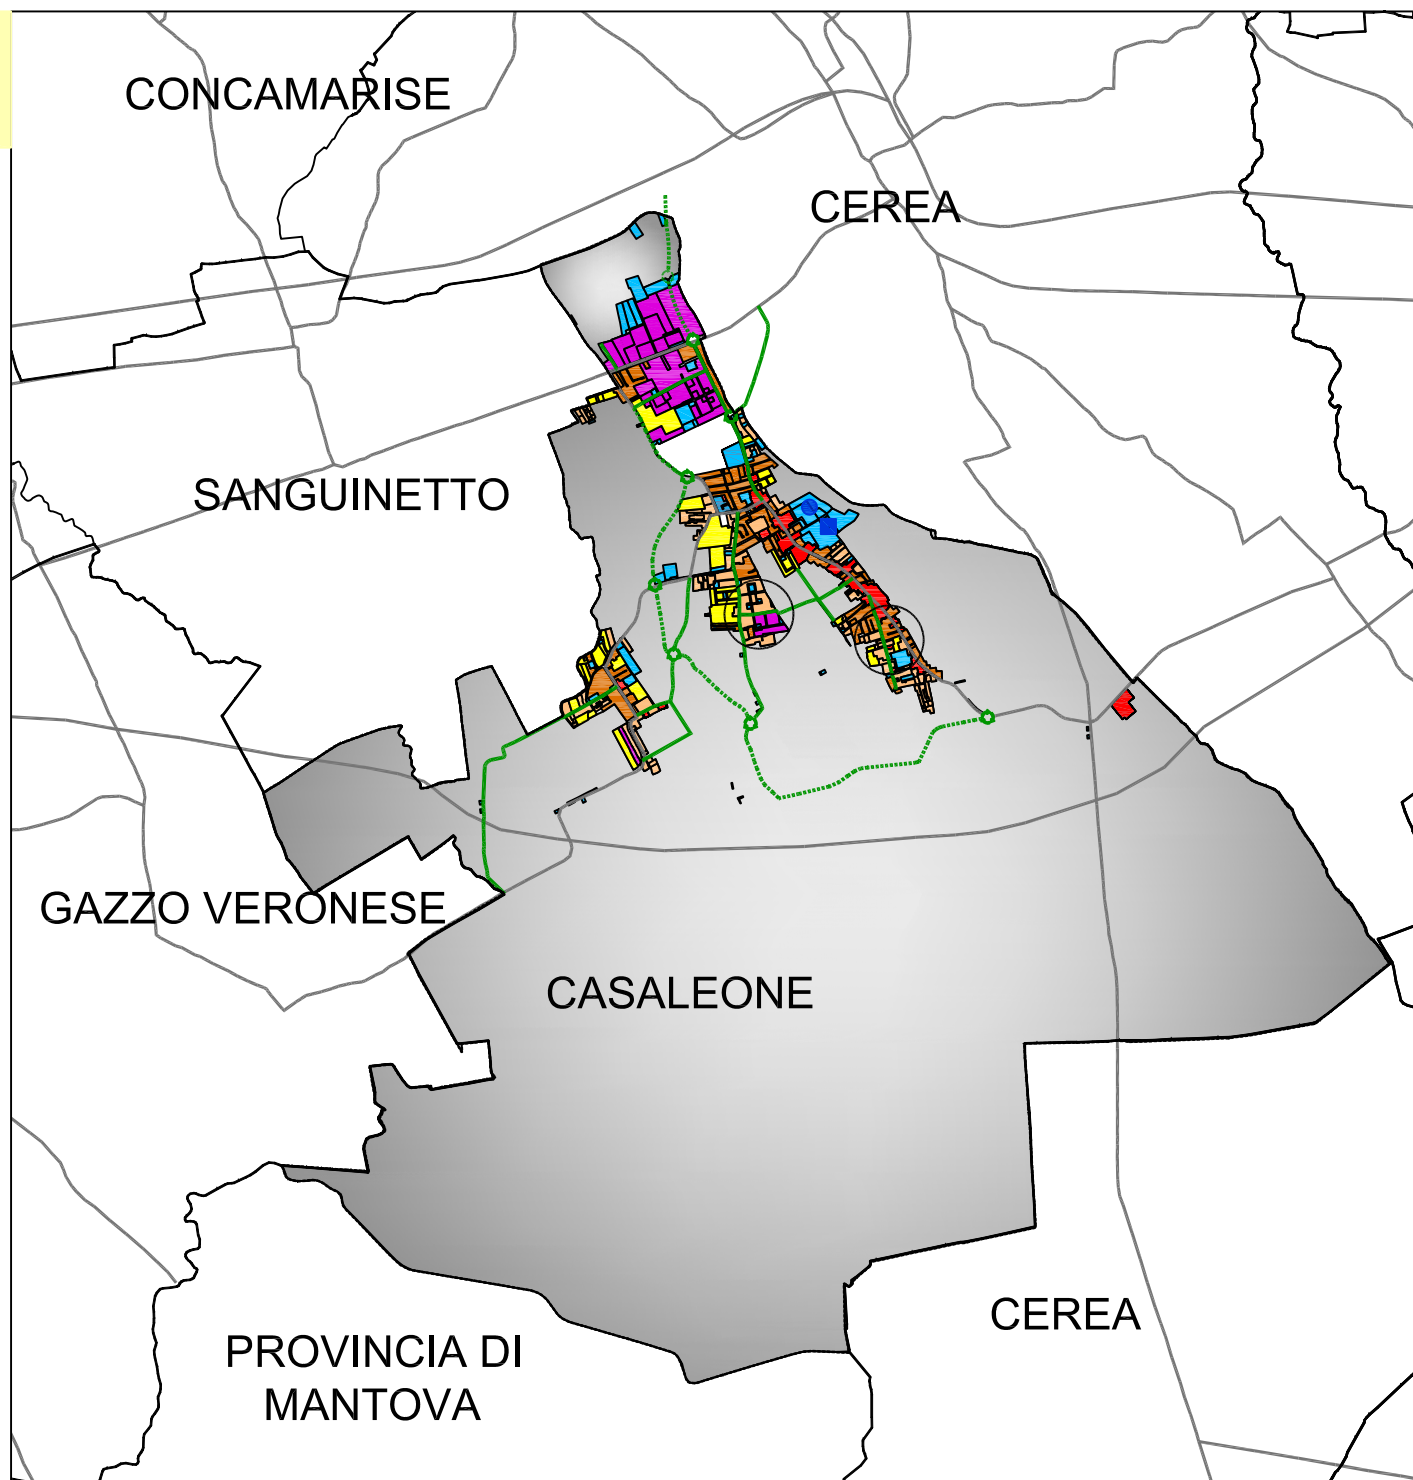 CONCAMARISE
CEREA
SANGUINETTO
GAZZO VERONESE
CASALEONE
CEREA
PROVINCIA DI
MANTOVA